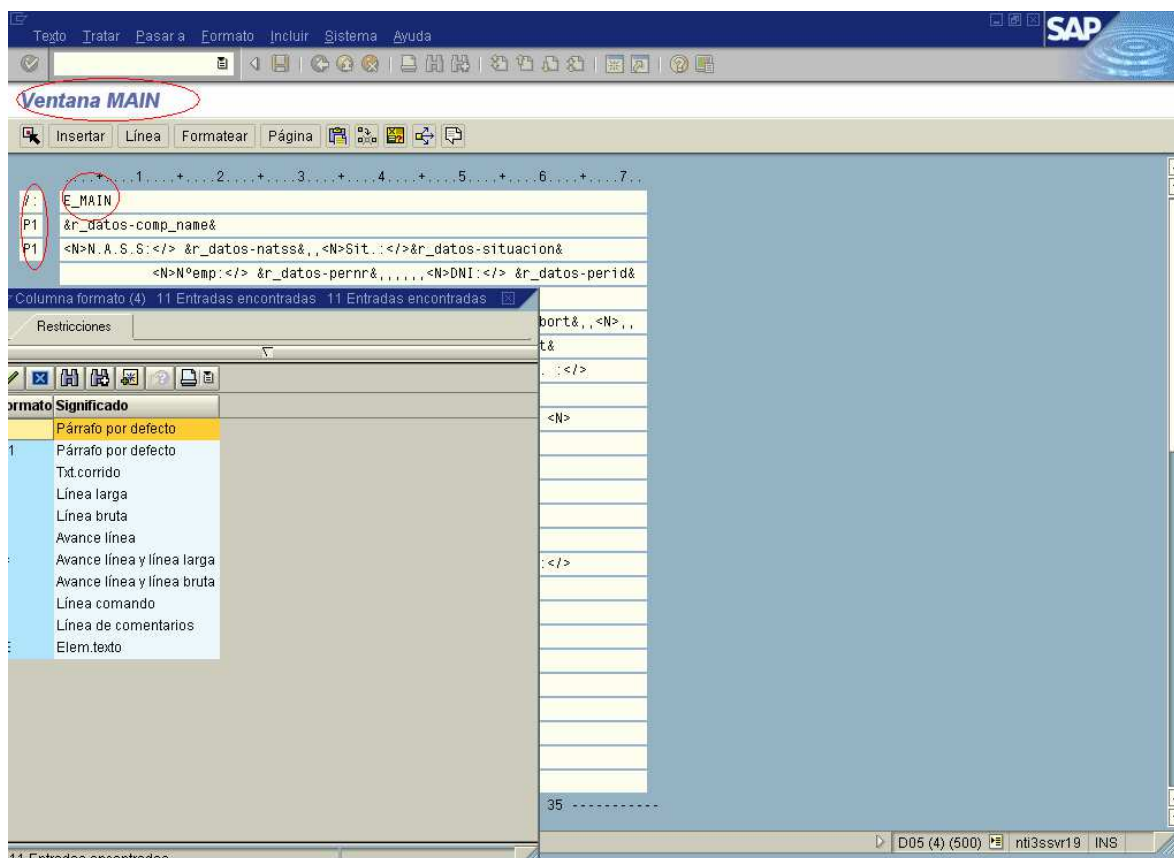 Texto Tratar Pasar a Formato Incluir Sistema Ayuda
SAP
Ventana MAIN
Insertar Línea Formatear Página
....+....1....+....2....+....3....+....4....+....5....+....6....+....7..
/: E_MAIN
P1 &r_datos-comp_name&
P1 <N>N.A.S.S:</> &r_datos-natss&,,<N>Sit.:</>&r_datos-situacion&
<N>Nºemp:</> &r_datos-pernr&,,,,,,<N>DNI:</> &r_datos-perid&
Columna formato (4) 11 Entradas encontradas 11 Entradas encontradas
bort&,,<N>,,
Restricciones
t&
. :</>
ormato Significado
<N>
Párrafo por defecto
1 Párrafo por defecto
Txt.corrido
Línea larga
Línea bruta
Avance línea
Avance línea y línea larga
:</>
Avance línea y línea bruta
Línea comando
Línea de comentarios
Elem.texto
35 -----------
D05 (4) (500) nti3ssvr19 INS
11 Entradas encontradas